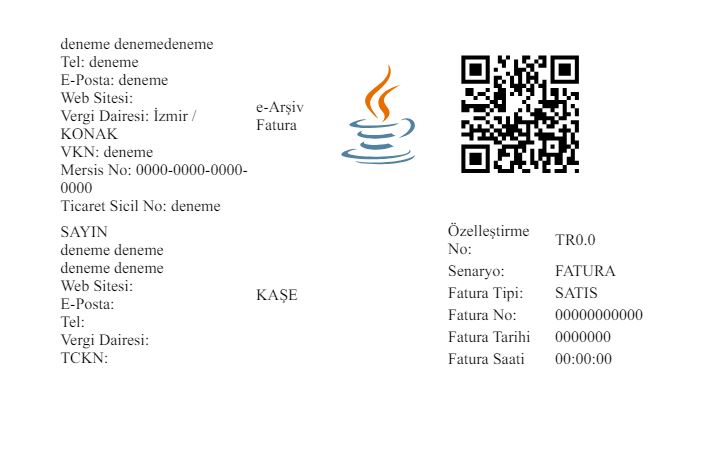 deneme denemedeneme
Tel: deneme
E-Posta: deneme
Web Sitesi:
Vergi Dairesi: İzmir /
KONAK
VKN: deneme
Mersis No: 0000-0000-0000-
0000
Ticaret Sicil No: deneme
e-Arşiv
Fatura
SAYIN
deneme deneme
deneme deneme
Web Sitesi:
E-Posta:
Tel:
Vergi Dairesi:
TCKN:
KAŞE
Özelleştirme
No:
TR0.0
Senaryo: FATURA
Fatura Tipi: SATIS
Fatura No: 00000000000
Fatura Tarihi 0000000
Fatura Saati 00:00:00